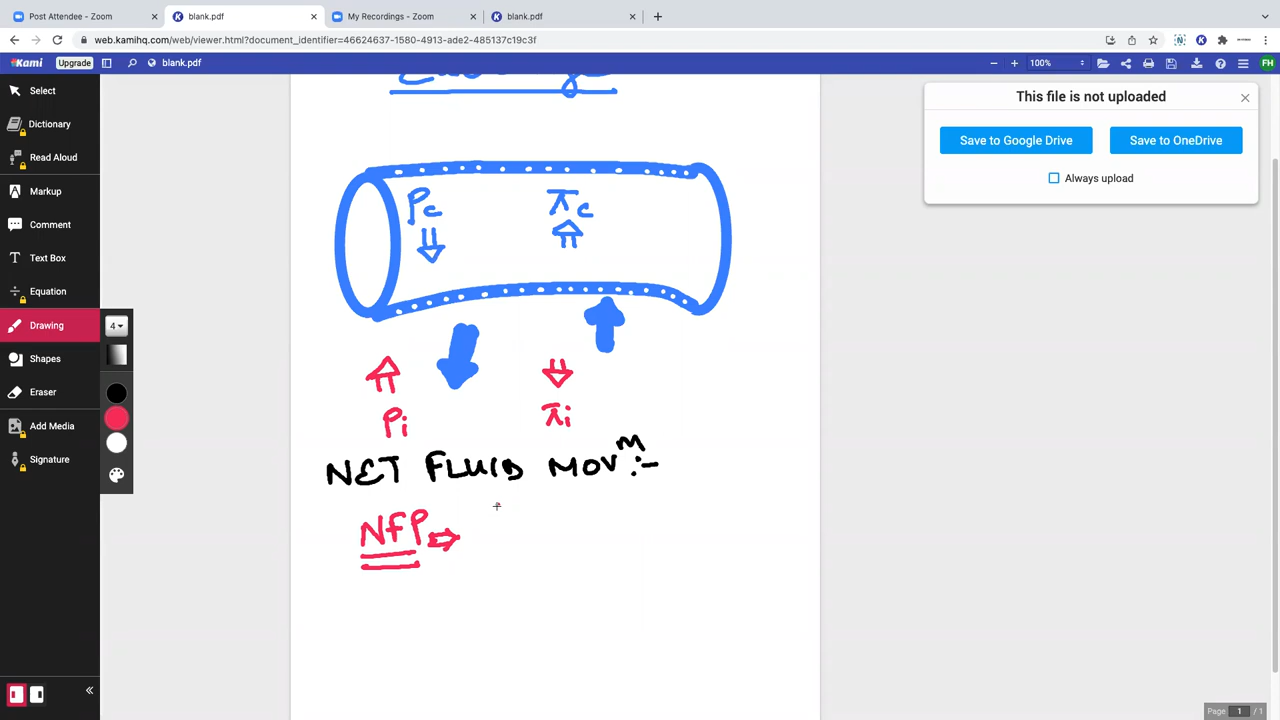 Post Attendee - Zoom
blank.pdf
My Recordings - Zoom
blank.pdf
web.kamihq.com/web/viewer.html?document_identifier=46624637-1580-4913-ade2-485137c19c3f
Kami
Upgrade
blank.pdf
100%
FH
Select
Dictionary
Read Aloud
Markup
Comment
Text Box
Equation
Drawing
Shapes
Eraser
Add Media
Signature
4
This file is not uploaded
Save to Google Drive
Save to OneDrive
Always upload
Pc
πc
Pi
πi
NET FLUID MOVᴹ :-
NFP ⇨
Page 1 / 1